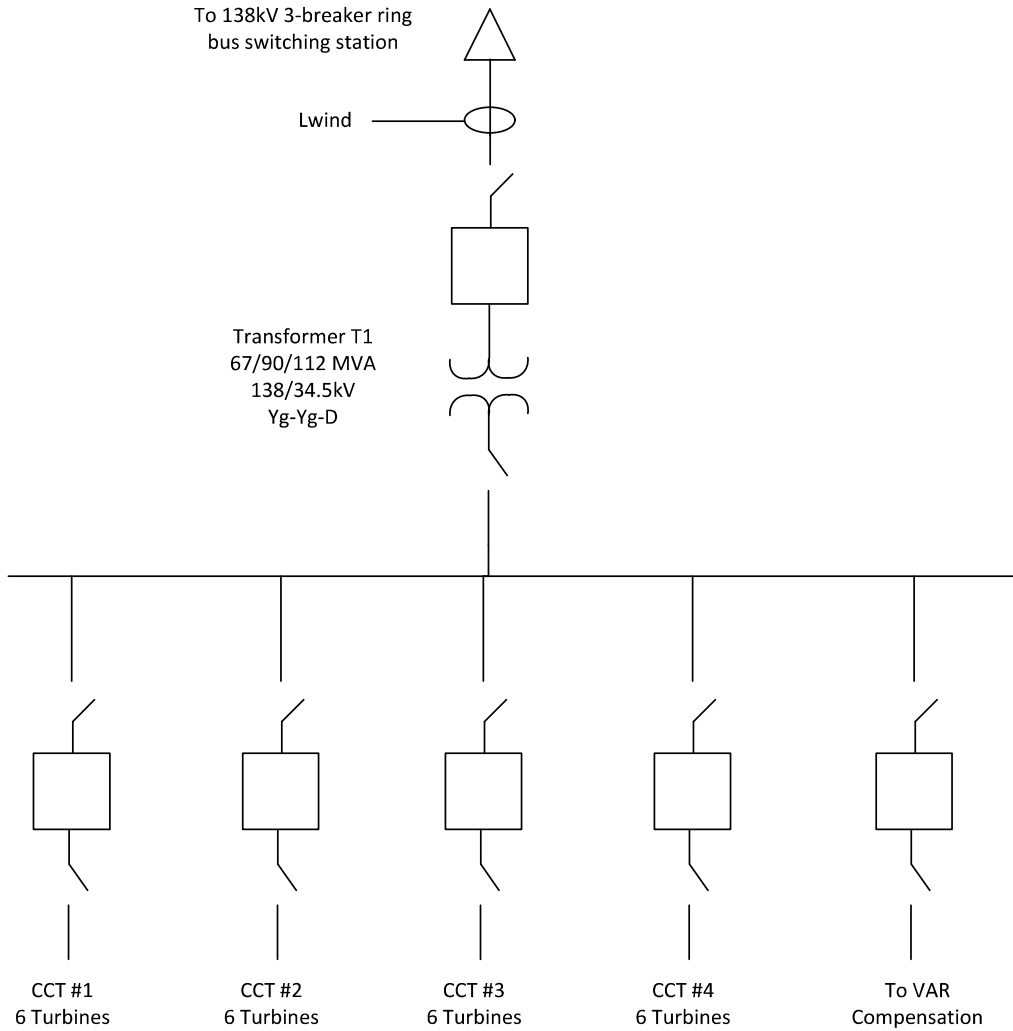 To 138kV 3-breaker ring
bus switching station
Lwind
Transformer T1
67/90/112 MVA
138/34.5kV
Yg-Yg-D
CCT #1
6 Turbines
CCT #2
6 Turbines
CCT #3
6 Turbines
CCT #4
6 Turbines
To VAR
Compensation